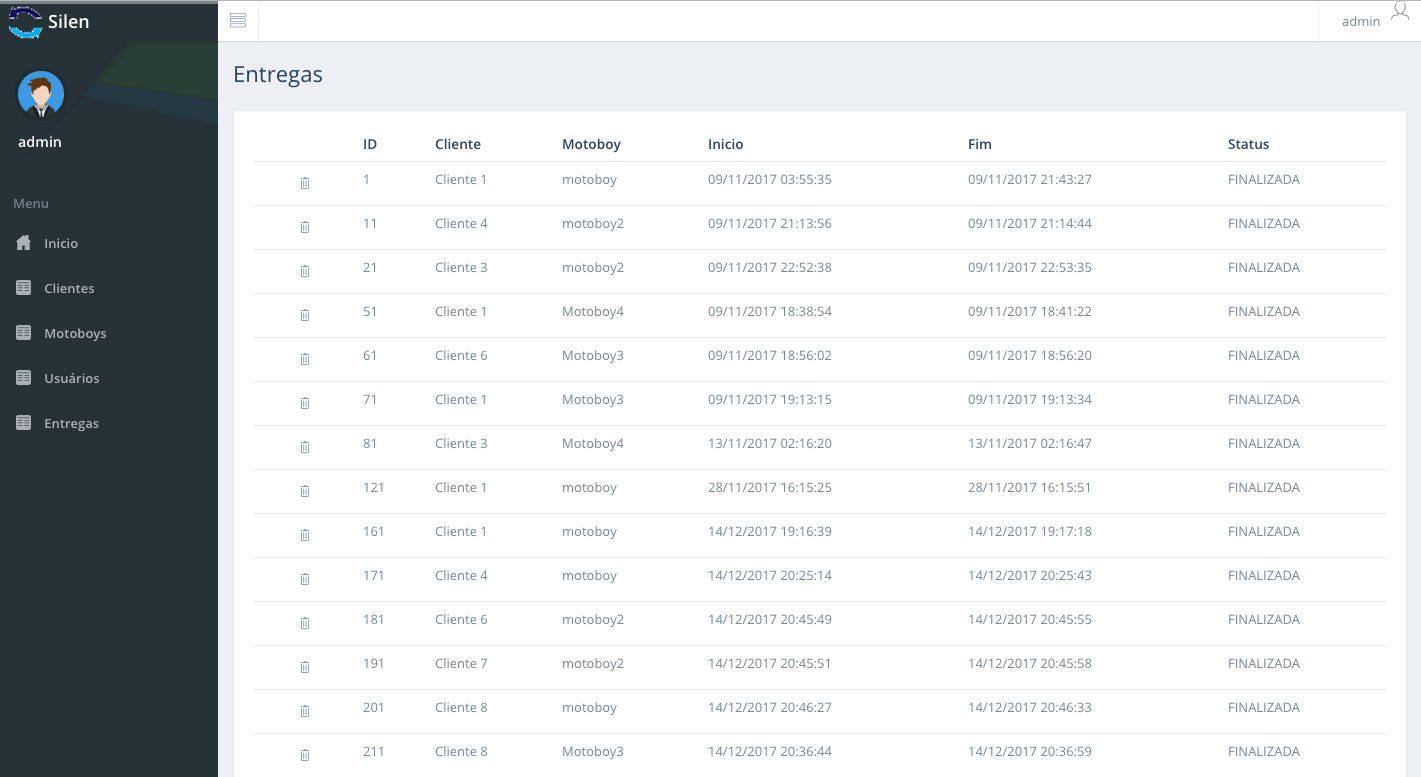 Silen
admin
admin
Menu
Inicio
Clientes
Motoboys
Usuários
Entregas
Entregas
ID Cliente Motoboy Inicio Fim Status
1 Cliente 1 motoboy 09/11/2017 03:55:35 09/11/2017 21:43:27 FINALIZADA
11 Cliente 4 motoboy2 09/11/2017 21:13:56 09/11/2017 21:14:44 FINALIZADA
21 Cliente 3 motoboy2 09/11/2017 22:52:38 09/11/2017 22:53:35 FINALIZADA
51 Cliente 1 Motoboy4 09/11/2017 18:38:54 09/11/2017 18:41:22 FINALIZADA
61 Cliente 6 Motoboy3 09/11/2017 18:56:02 09/11/2017 18:56:20 FINALIZADA
71 Cliente 1 Motoboy3 09/11/2017 19:13:15 09/11/2017 19:13:34 FINALIZADA
81 Cliente 3 Motoboy4 13/11/2017 02:16:20 13/11/2017 02:16:47 FINALIZADA
121 Cliente 1 motoboy 28/11/2017 16:15:25 28/11/2017 16:15:51 FINALIZADA
161 Cliente 1 motoboy 14/12/2017 19:16:39 14/12/2017 19:17:18 FINALIZADA
171 Cliente 4 motoboy 14/12/2017 20:25:14 14/12/2017 20:25:43 FINALIZADA
181 Cliente 6 motoboy2 14/12/2017 20:45:49 14/12/2017 20:45:55 FINALIZADA
191 Cliente 7 motoboy2 14/12/2017 20:45:51 14/12/2017 20:45:58 FINALIZADA
201 Cliente 8 motoboy 14/12/2017 20:46:27 14/12/2017 20:46:33 FINALIZADA
211 Cliente 8 Motoboy3 14/12/2017 20:36:44 14/12/2017 20:36:59 FINALIZADA